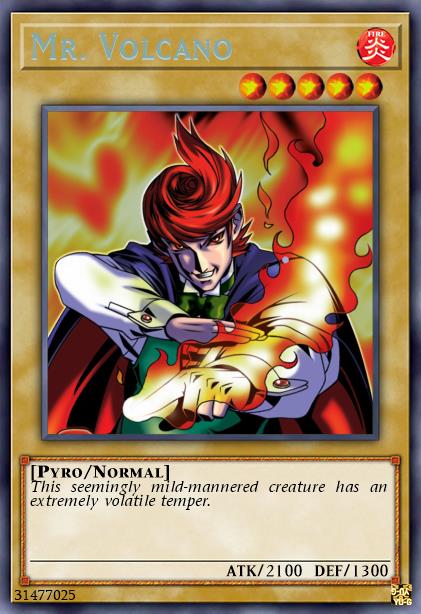 Mr. Volcano
FIRE
炎
[Pyro/Normal]
This seemingly mild-mannered creature has an
extremely volatile temper.
ATK/2100 DEF/1300
31477025